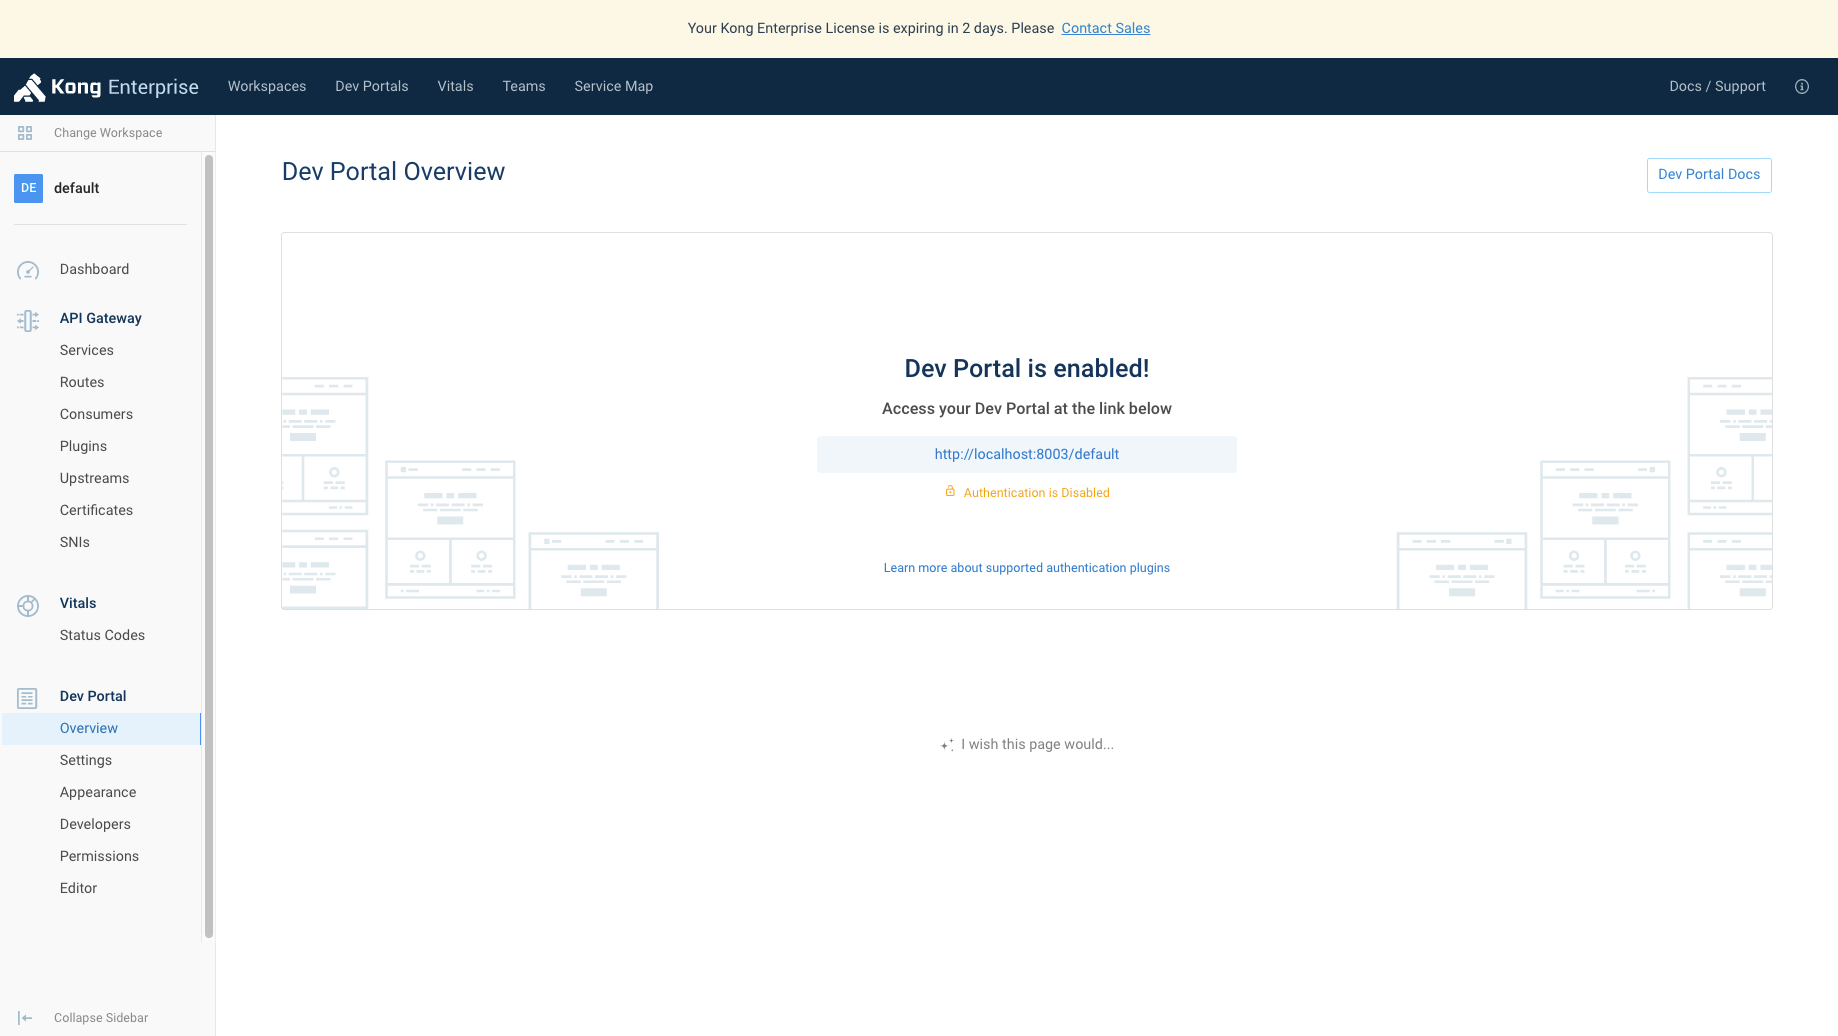 Your Kong Enterprise License is expiring in 2 days. Please Contact Sales
Kong Enterprise
Workspaces
Dev Portals
Vitals
Teams
Service Map
Docs / Support
Change Workspace
DE default
Dashboard
API Gateway
Services
Routes
Consumers
Plugins
Upstreams
Certificates
SNIs
Vitals
Status Codes
Dev Portal
Overview
Settings
Appearance
Developers
Permissions
Editor
Collapse Sidebar
Dev Portal Overview
Dev Portal Docs
Dev Portal is enabled!
Access your Dev Portal at the link below
http://localhost:8003/default
Authentication is Disabled
Learn more about supported authentication plugins
I wish this page would...